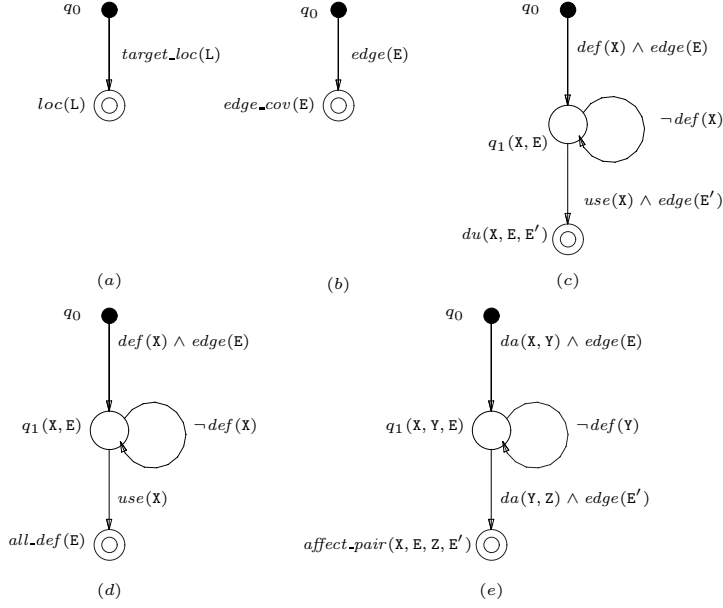 q0
target_loc(L)
loc(L)
(a)
q0
edge(E)
edge_cov(E)
(b)
q0
def(X) ∧ edge(E)
¬def(X)
q1(X, E)
use(X) ∧ edge(E′)
du(X, E, E′)
(c)
q0
def(X) ∧ edge(E)
q1(X, E)
¬def(X)
use(X)
all_def(E)
(d)
q0
da(X, Y) ∧ edge(E)
q1(X, Y, E)
¬def(Y)
da(Y, Z) ∧ edge(E′)
affect_pair(X, E, Z, E′)
(e)